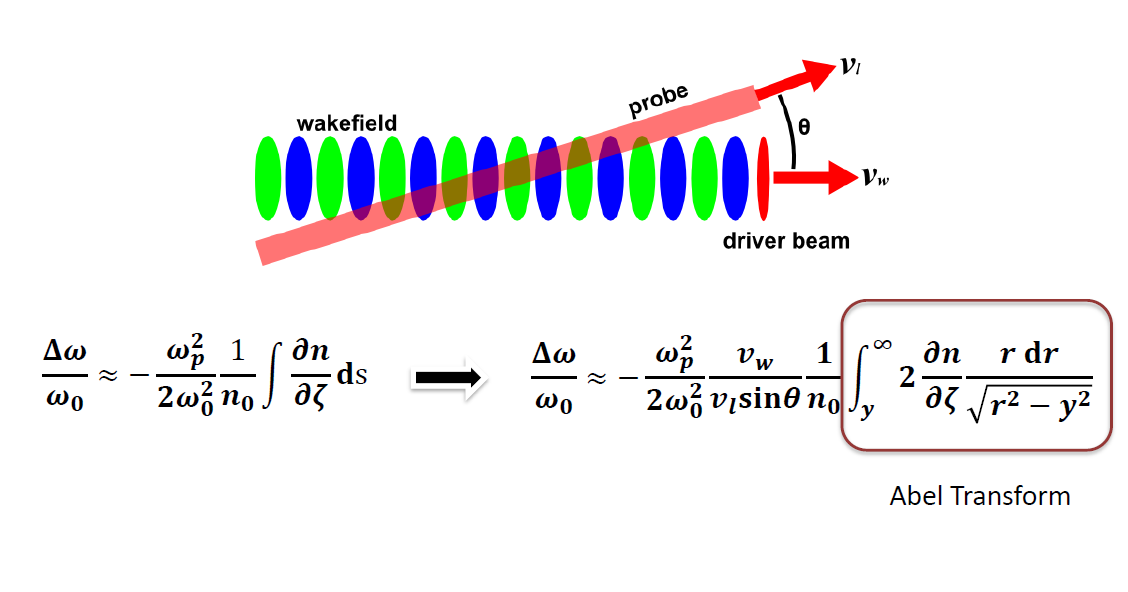 v_l
probe
wakefield
θ
v_w
driver beam
Δω/ω₀ ≈ − ω_p²/2ω₀² 1/n₀ ∫ ∂n/∂ζ ds
Δω/ω₀ ≈ − ω_p²/2ω₀² v_w/v_l sinθ 1/n₀ ∫_y^∞ 2 ∂n/∂ζ r dr/√(r² − y²)
Abel Transform